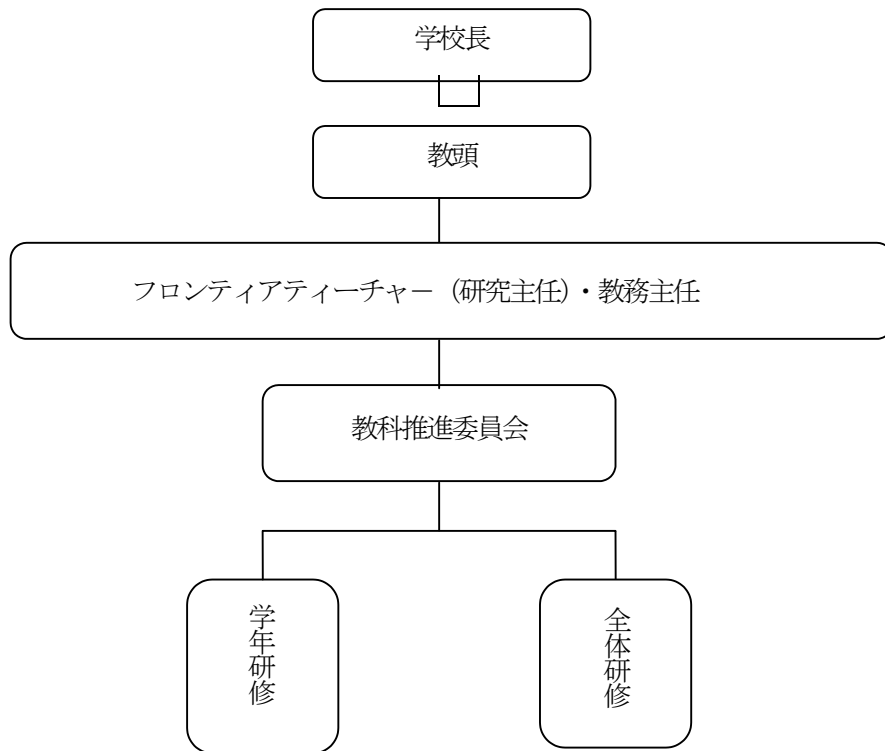 学校長
教頭
フロンティアティーチャー（研究主任）・教務主任
教科推進委員会
学年研修
全体研修